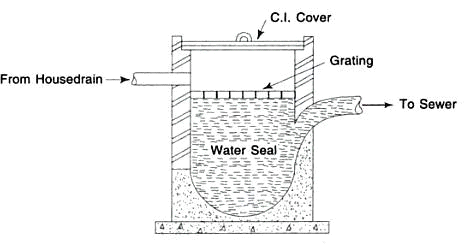 C.I. Cover
Grating
From Housedrain
To Sewer
Water Seal